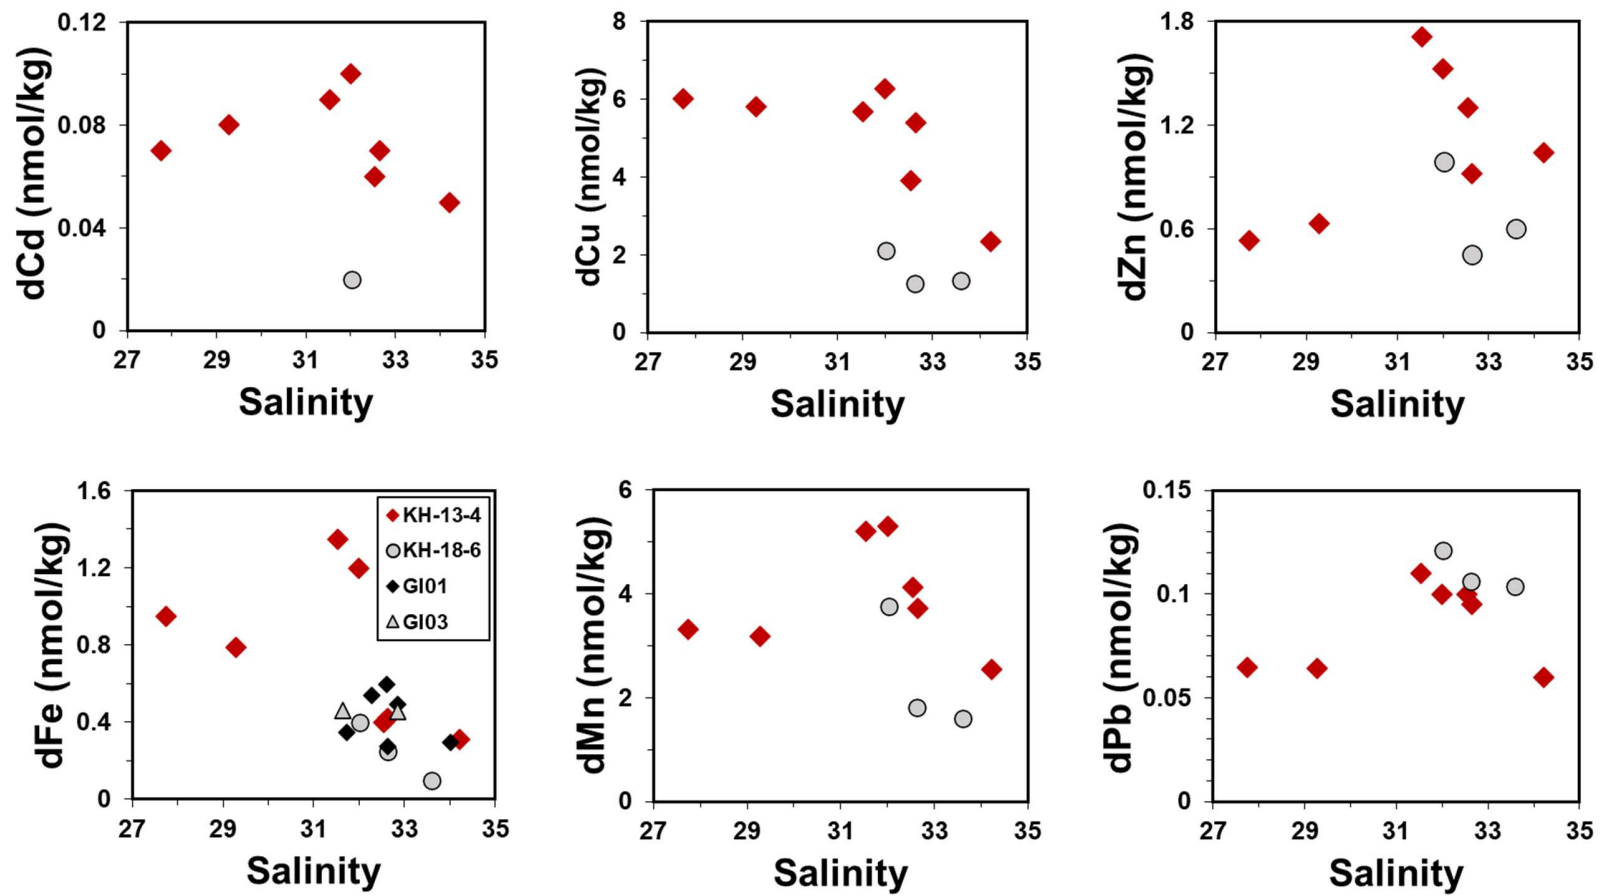 dCd (nmol/kg)
0.12
0.08
0.04
0
27 29 31 33 35
Salinity
dCu (nmol/kg)
8
6
4
2
0
27 29 31 33 35
Salinity
dZn (nmol/kg)
1.8
1.2
0.6
0
27 29 31 33 35
Salinity
dFe (nmol/kg)
1.6
1.2
0.8
0.4
0
KH-13-4
KH-18-6
GI01
GI03
27 29 31 33 35
Salinity
dMn (nmol/kg)
6
4
2
0
27 29 31 33 35
Salinity
dPb (nmol/kg)
0.15
0.1
0.05
0
27 29 31 33 35
Salinity